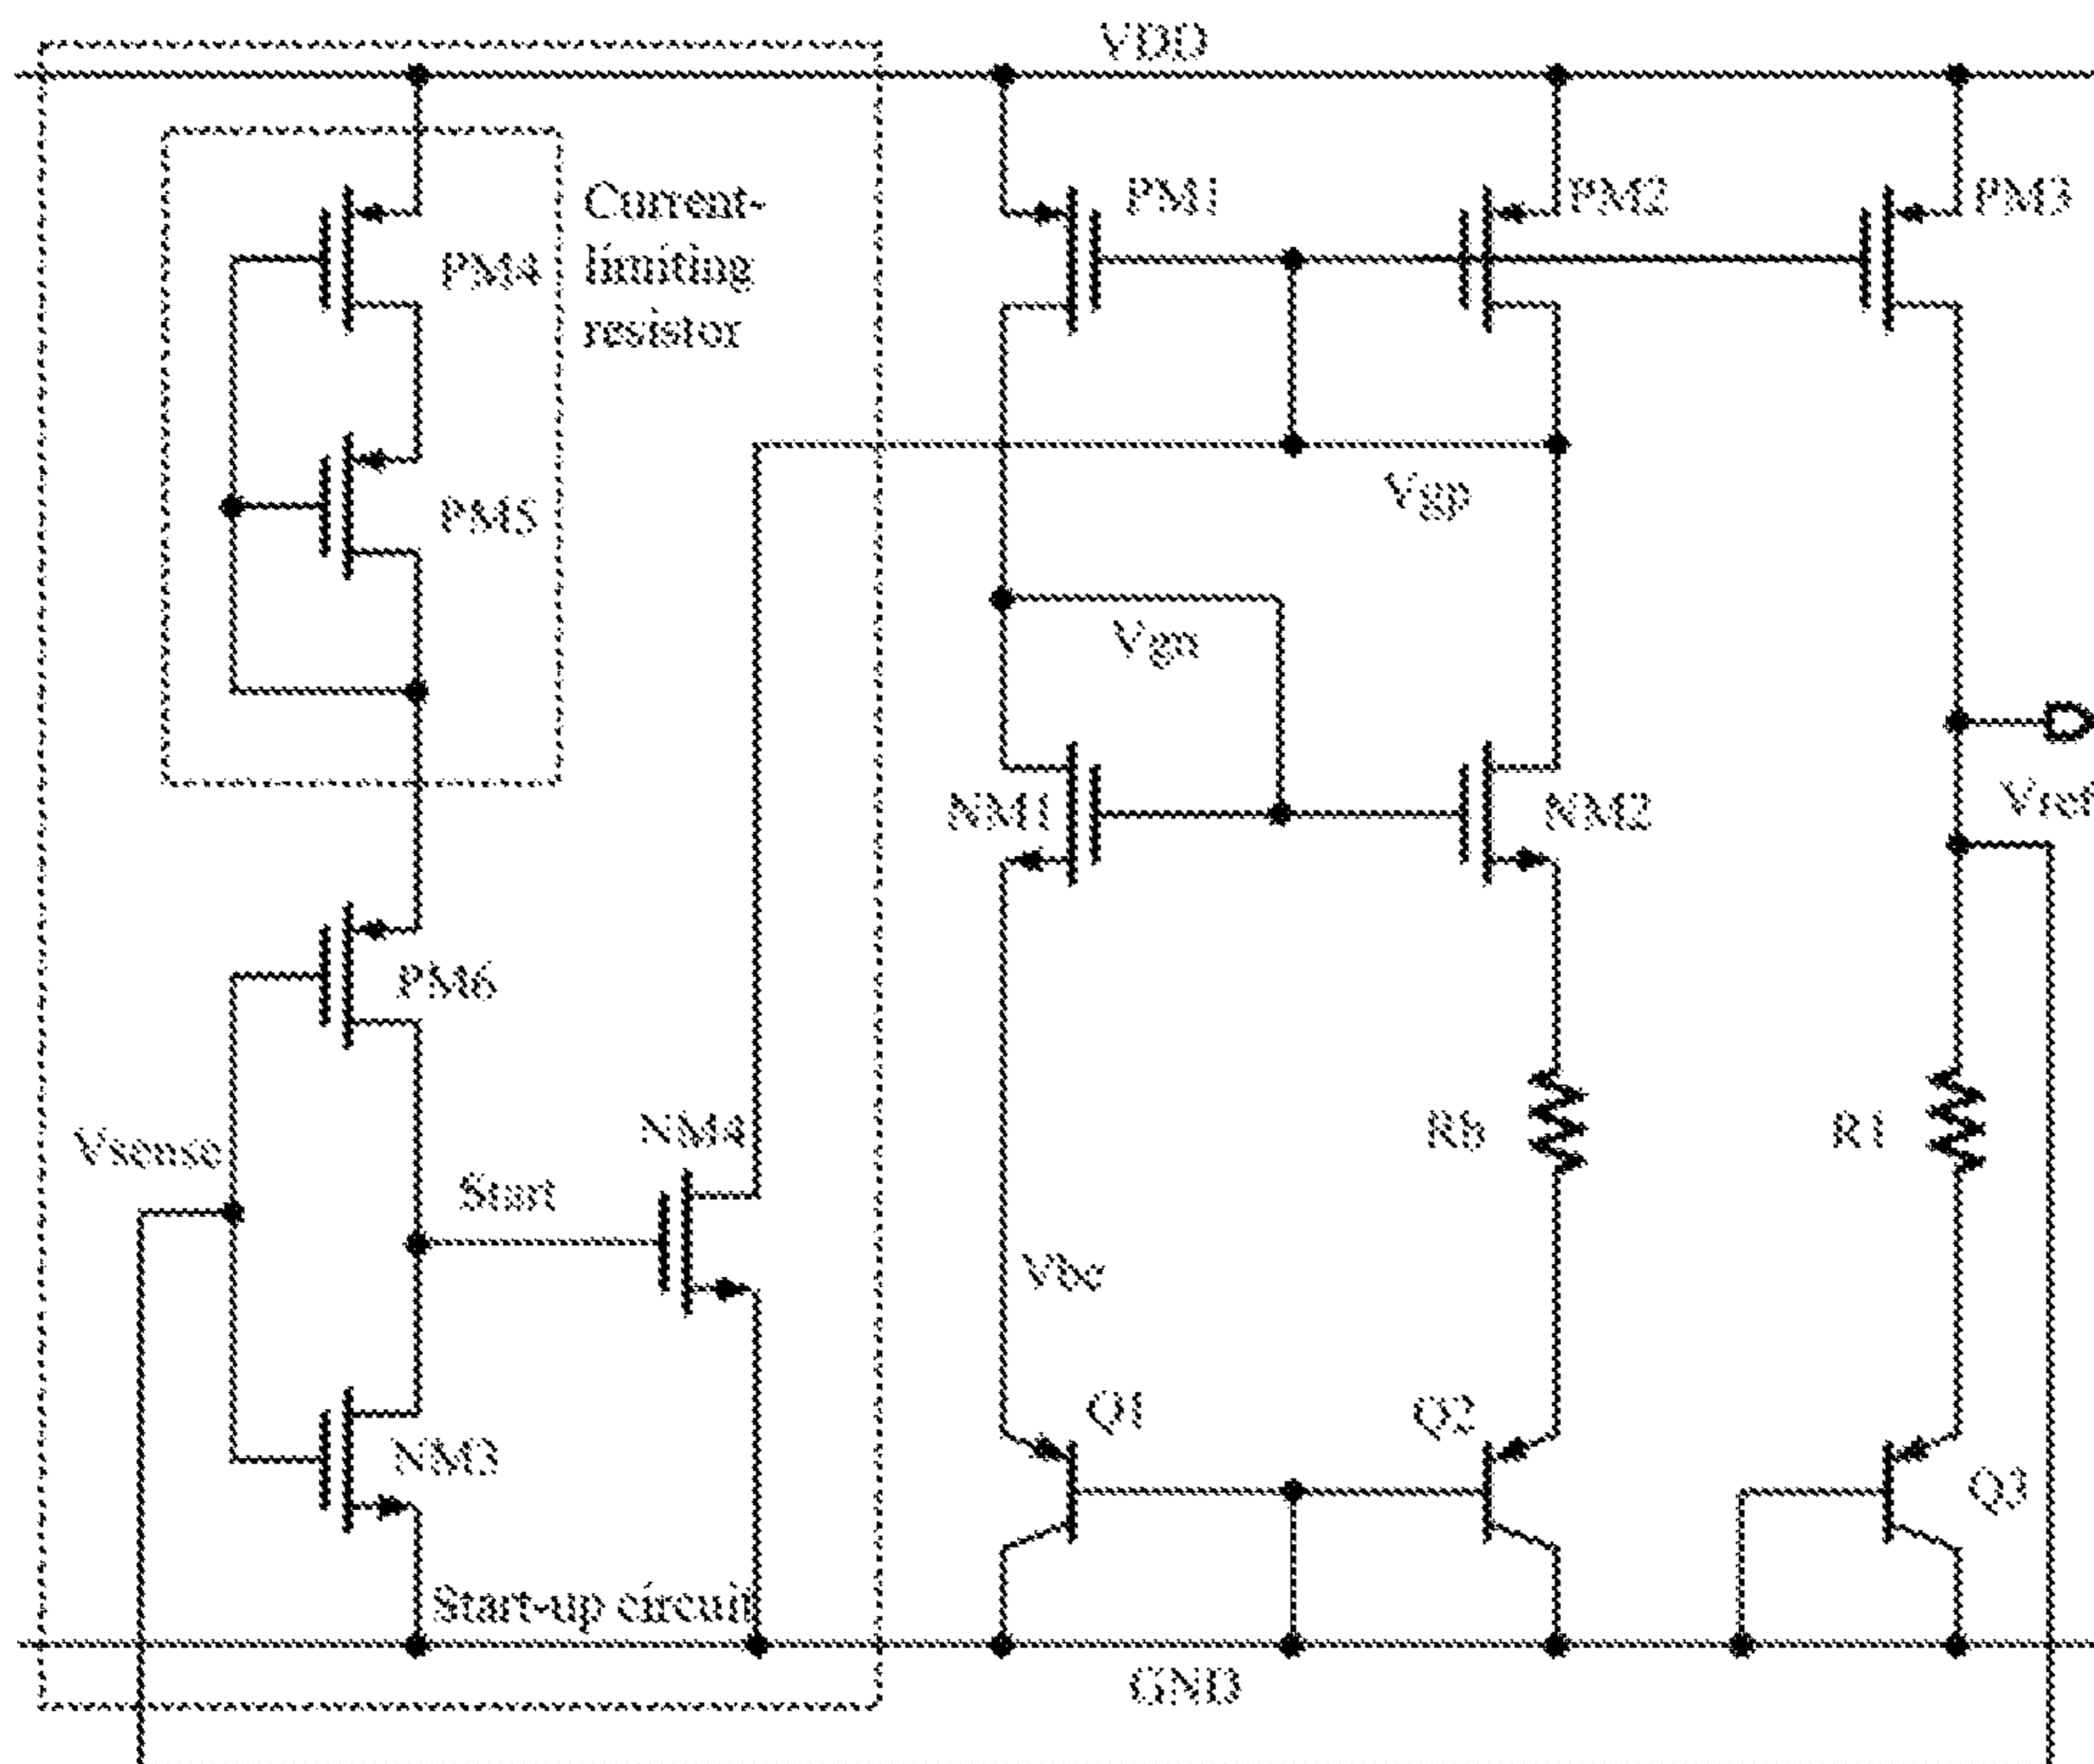 VDD
PM1
PM2
PM3
Current-
limiting
resistor
PM4
PM5
Vgp
Vgn
NM1
NM2
Vref
PM6
NM4
Vsense
Start
Rb
R1
Vbe
Q1
Q2
Q3
NM3
Start-up circuit
GND